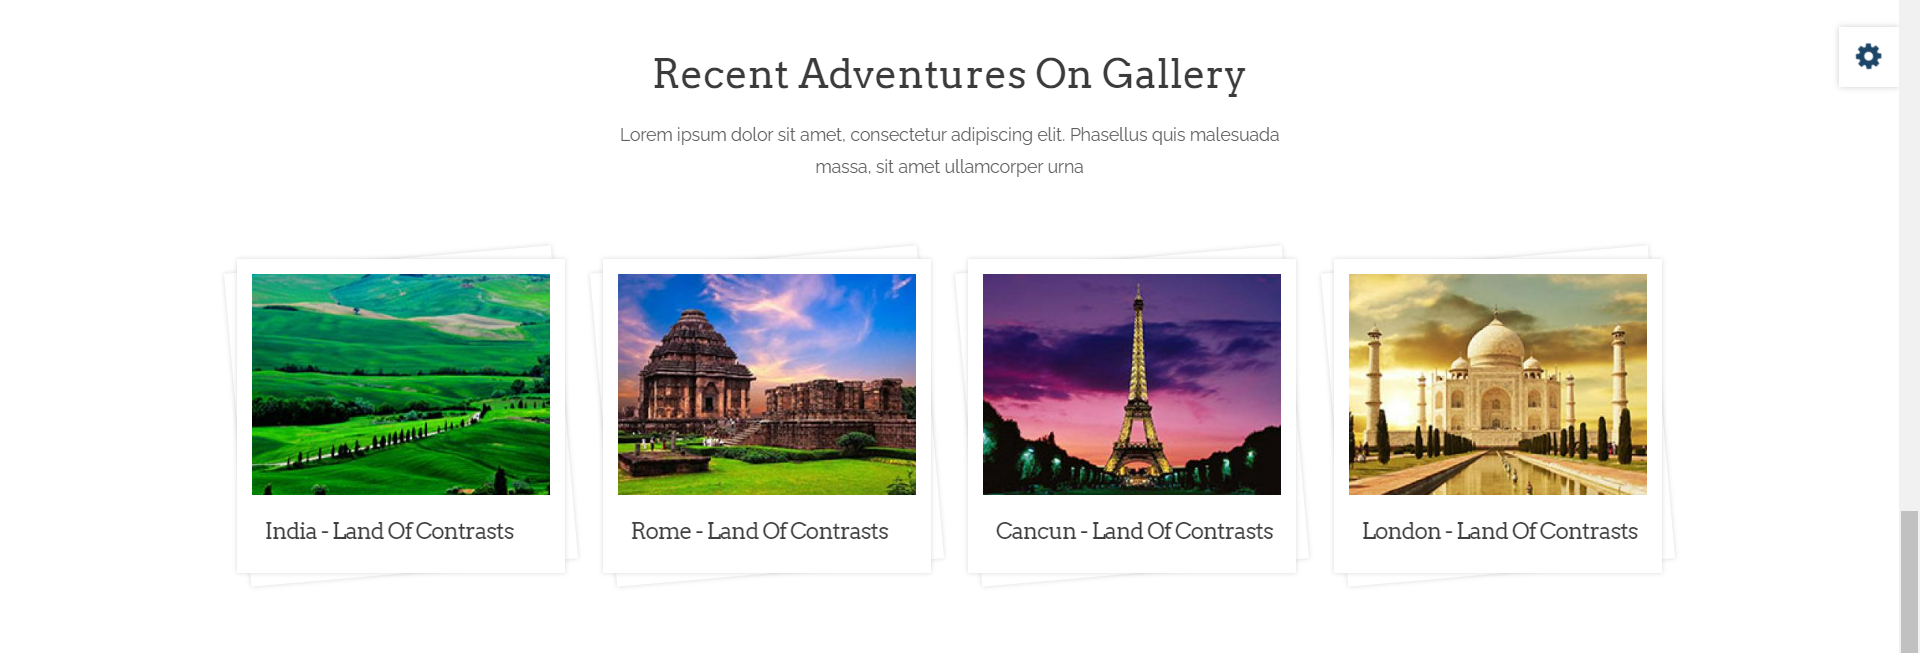 Recent Adventures On Gallery
Lorem ipsum dolor sit amet, consectetur adipiscing elit. Phasellus quis malesuada
massa, sit amet ullamcorper urna
India - Land Of Contrasts
Rome - Land Of Contrasts
Cancun - Land Of Contrasts
London - Land Of Contrasts